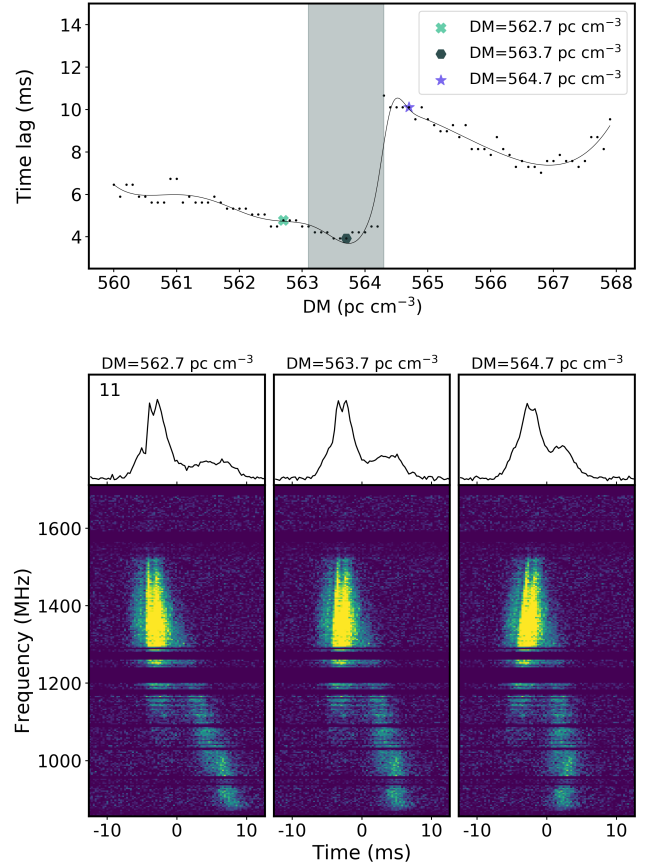 14
12
10
8
6
4
Time lag (ms)
DM=562.7 pc cm⁻³
DM=563.7 pc cm⁻³
DM=564.7 pc cm⁻³
560 561 562 563 564 565 566 567 568
DM (pc cm⁻³)
DM=562.7 pc cm⁻³ DM=563.7 pc cm⁻³ DM=564.7 pc cm⁻³
11
1600
1400
1200
1000
Frequency (MHz)
-10 0 10 -10 0 10 -10 0 10
Time (ms)